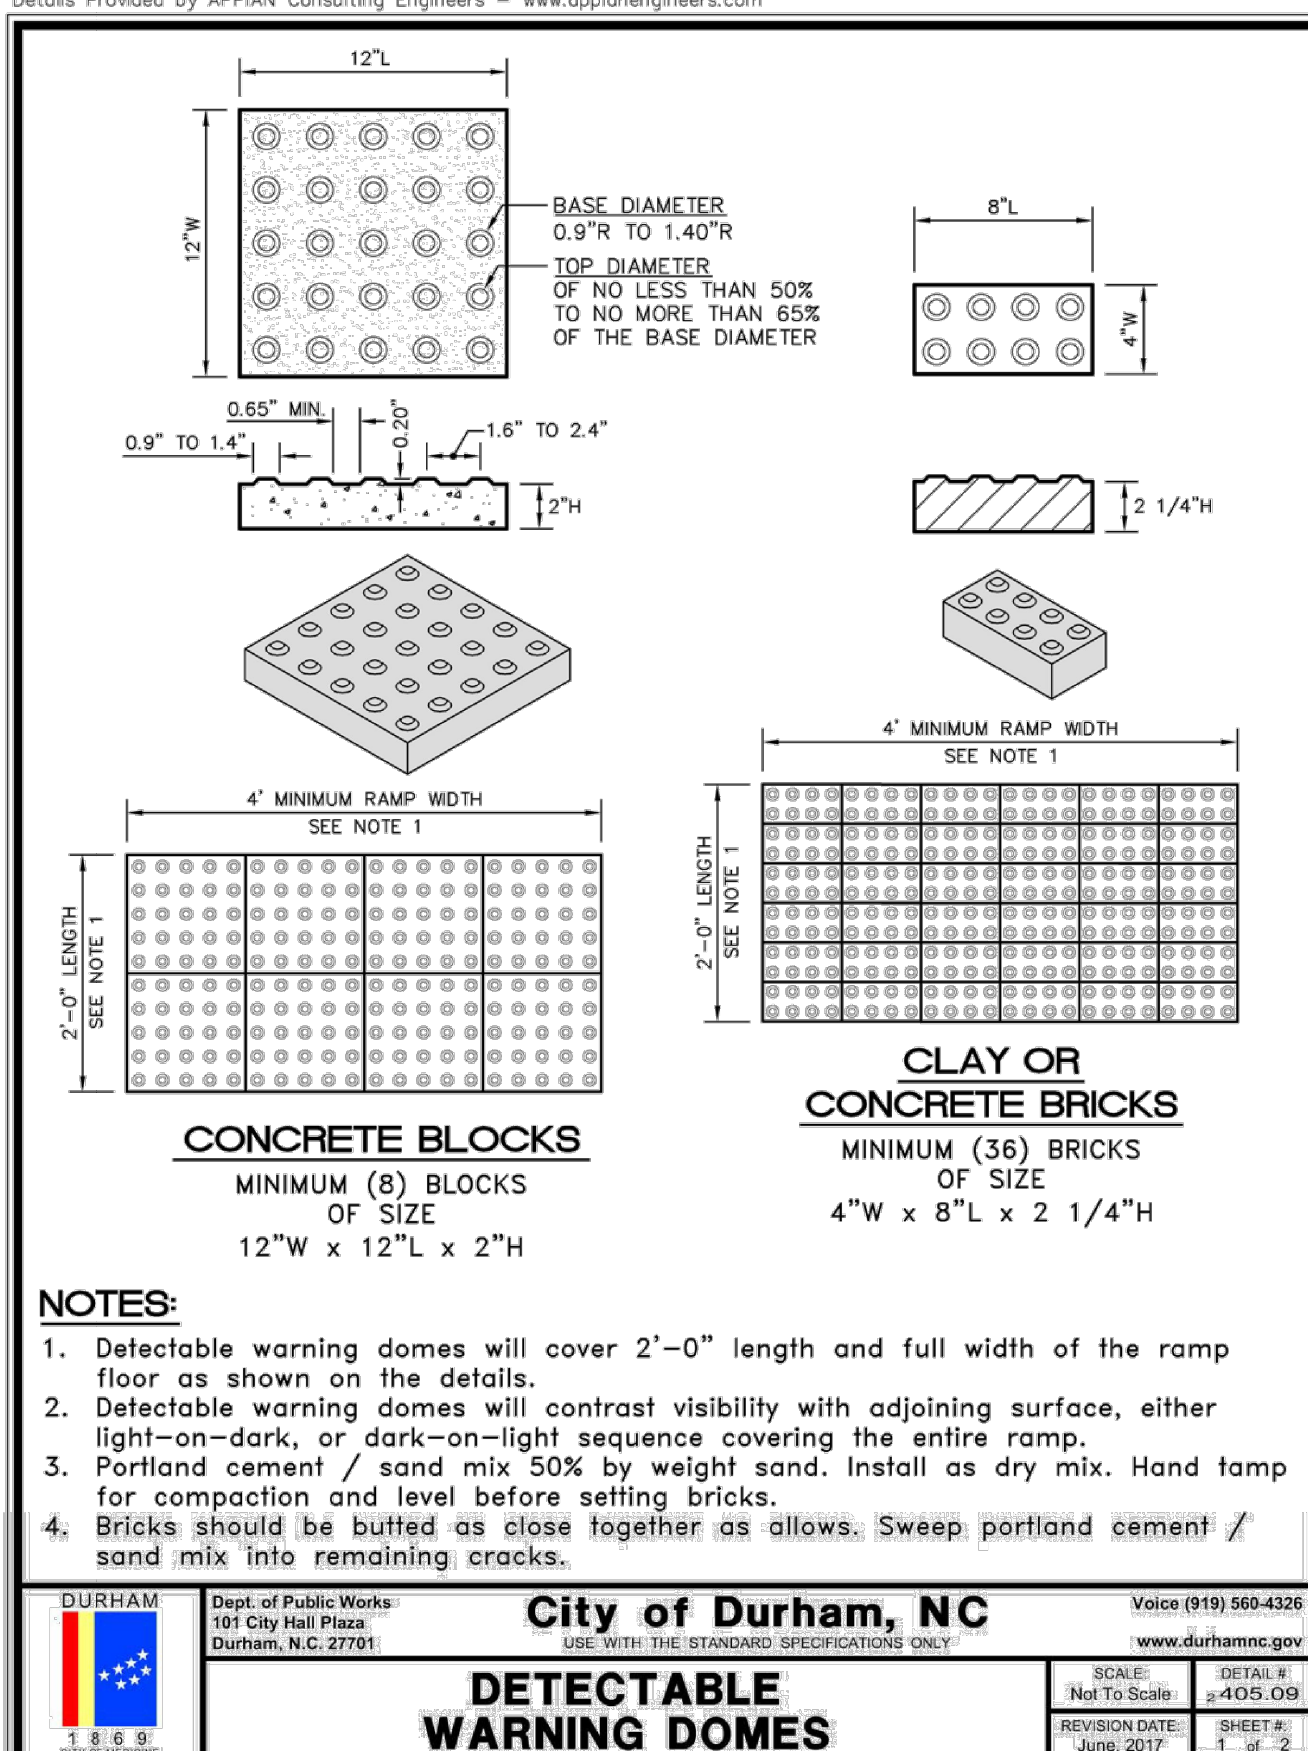 Details Provided by APPIAN Consulting Engineers – www.appianengineers.com
12"L
12"W
BASE DIAMETER
0.9"R TO 1.40"R
TOP DIAMETER
OF NO LESS THAN 50%
TO NO MORE THAN 65%
OF THE BASE DIAMETER
8"L
4"W
0.65" MIN.
0.20"
0.9" TO 1.4"
1.6" TO 2.4"
2"H
2 1/4"H
4' MINIMUM RAMP WIDTH
SEE NOTE 1
2'-0" LENGTH
SEE NOTE 1
4' MINIMUM RAMP WIDTH
SEE NOTE 1
2'-0" LENGTH
SEE NOTE 1
CONCRETE BLOCKS
MINIMUM (8) BLOCKS
OF SIZE
12"W x 12"L x 2"H
CLAY OR
CONCRETE BRICKS
MINIMUM (36) BRICKS
OF SIZE
4"W x 8"L x 2 1/4"H
NOTES:
1. Detectable warning domes will cover 2'-0" length and full width of the ramp
floor as shown on the details.
2. Detectable warning domes will contrast visibility with adjoining surface, either
light-on-dark, or dark-on-light sequence covering the entire ramp.
3. Portland cement / sand mix 50% by weight sand. Install as dry mix. Hand tamp
for compaction and level before setting bricks.
4. Bricks should be butted as close together as allows. Sweep portland cement /
sand mix into remaining cracks.
DURHAM
1869
Dept. of Public Works
101 City Hall Plaza
Durham, N.C. 27701
City of Durham, NC
USE WITH THE STANDARD SPECIFICATIONS ONLY
Voice (919) 560-4326
www.durhamnc.gov
DETECTABLE
WARNING DOMES
SCALE:
Not To Scale
DETAIL #
405.09
REVISION DATE:
June, 2017
SHEET #:
1 of 2